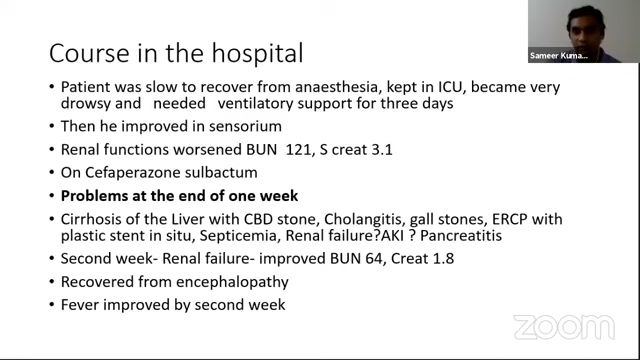 Sameer Kuma...
Course in the hospital
• Patient was slow to recover from anaesthesia, kept in ICU, became very
drowsy and needed ventilatory support for three days
• Then he improved in sensorium
• Renal functions worsened BUN 121, S creat 3.1
• On Cefaperazone sulbactum
• Problems at the end of one week
• Cirrhosis of the Liver with CBD stone, Cholangitis, gall stones, ERCP with
plastic stent in situ, Septicemia, Renal failure?AKI ? Pancreatitis
• Second week- Renal failure- improved BUN 64, Creat 1.8
• Recovered from encephalopathy
• Fever improved by second week
zoom